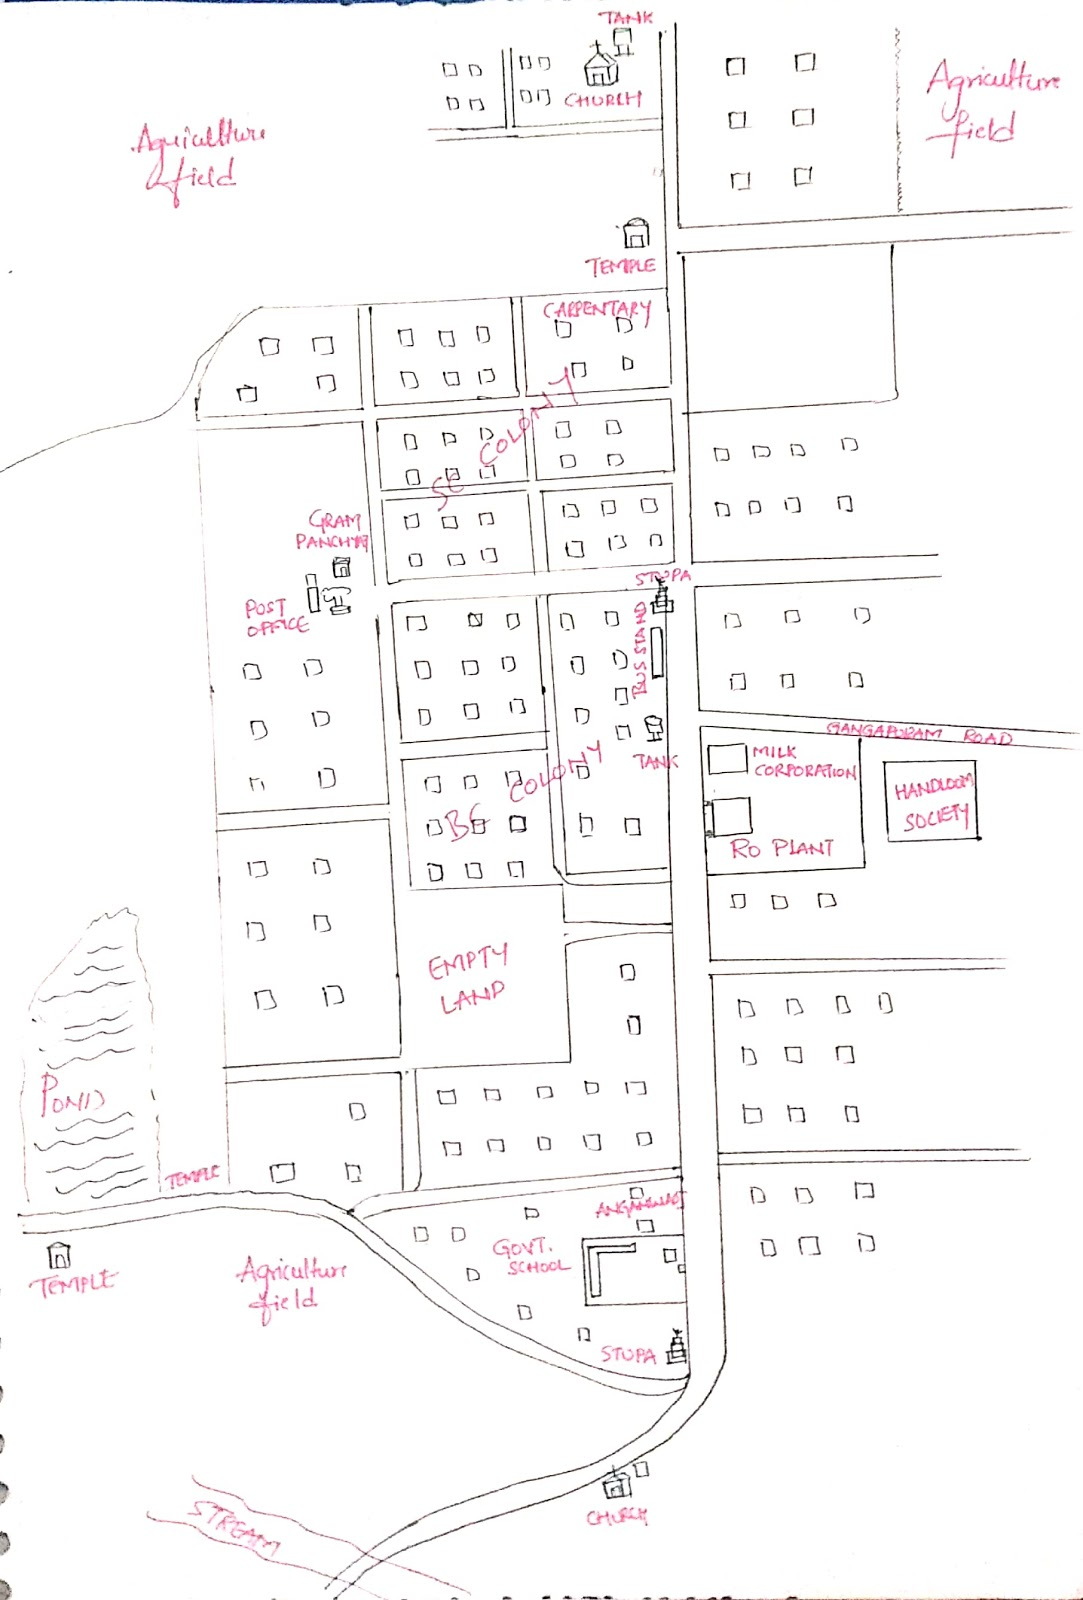 TANK
CHURCH
Agriculture
field
Agriculture
field
TEMPLE
CARPENTARY
SC COLONY
GRAM
PANCHYAT
POST
OFFICE
STUPA
BUS STAND
TANK
GANGAPURAM ROAD
MILK
CORPORATION
HANDLOOM
SOCIETY
RO PLANT
BC COLONY
EMPTY
LAND
POND
TEMPLE
TEMPLE
Agriculture
field
ANGANWADI
GOVT.
SCHOOL
STUPA
CHURCH
STREAM